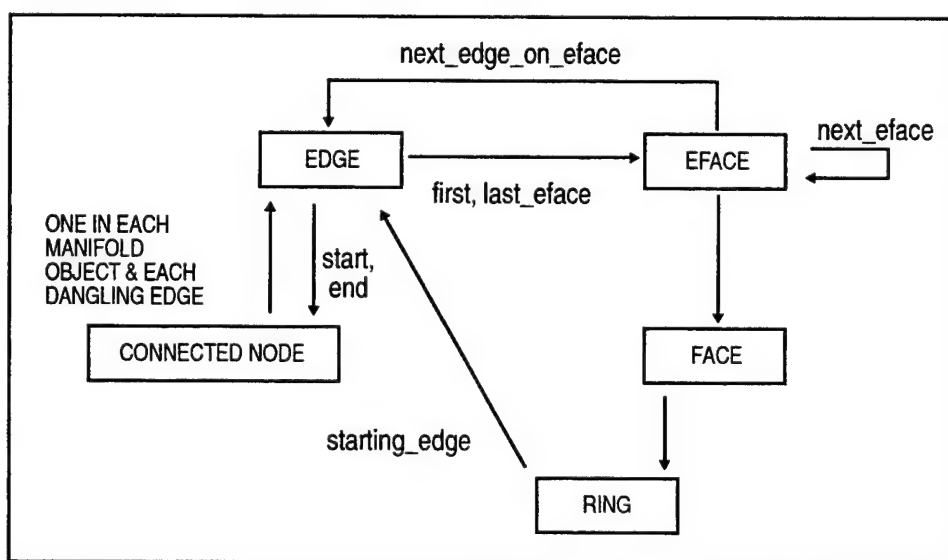 next_edge_on_eface
EDGE
EFACE
next_eface
first, last_eface
ONE IN EACH
MANIFOLD
OBJECT & EACH
DANGLING EDGE
start,
end
CONNECTED NODE
FACE
starting_edge
RING